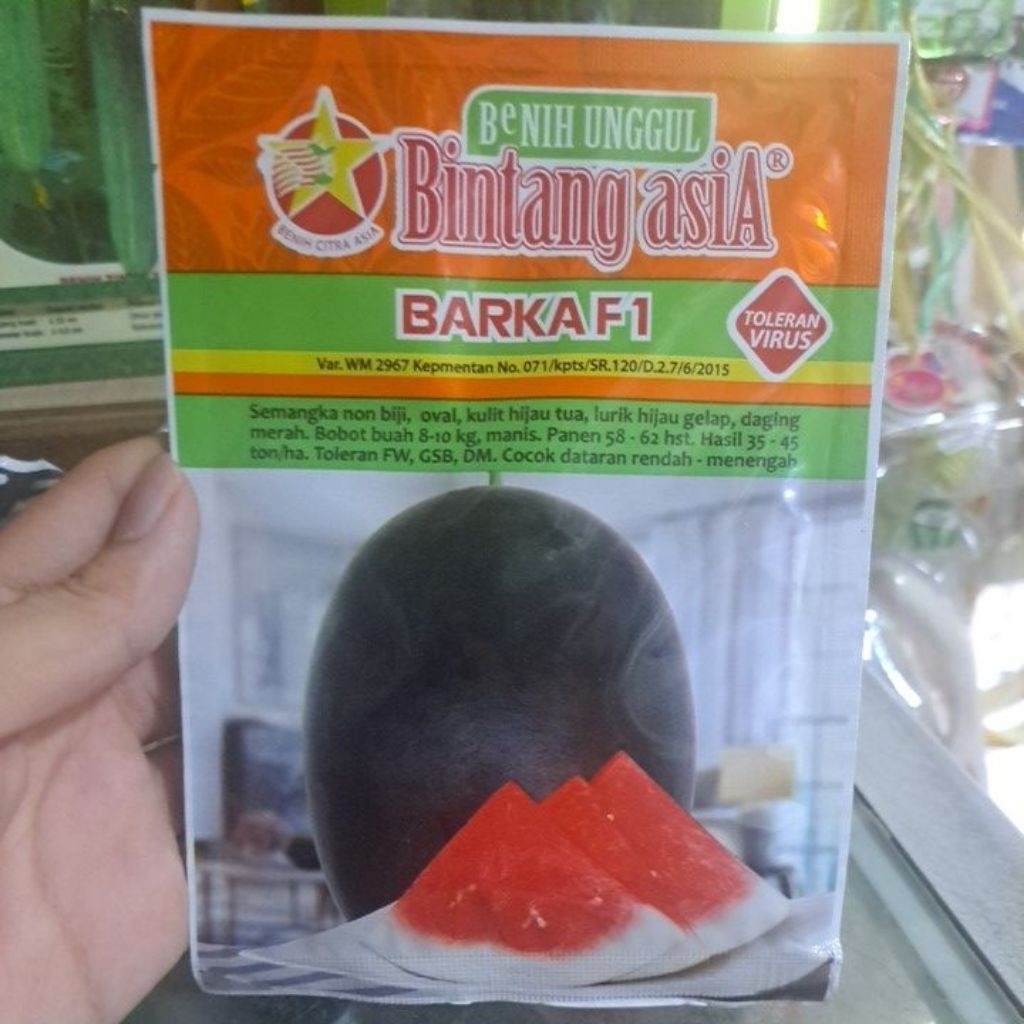 BeNIH UNGGUL
Bintang asiA®
BENIH CITRA ASIA
BARKA F1
TOLERAN
VIRUS
Var. WM 2967 Kepmentan No. 071/kpts/SR.120/D.2.7/6/2015
Semangka non biji, oval, kulit hijau tua, lurik hijau gelap, daging
merah. Bobot buah 8-10 kg, manis. Panen 58 - 62 hst. Hasil 35 - 45
ton/ha. Toleran FW, GSB, DM. Cocok dataran rendah - menengah